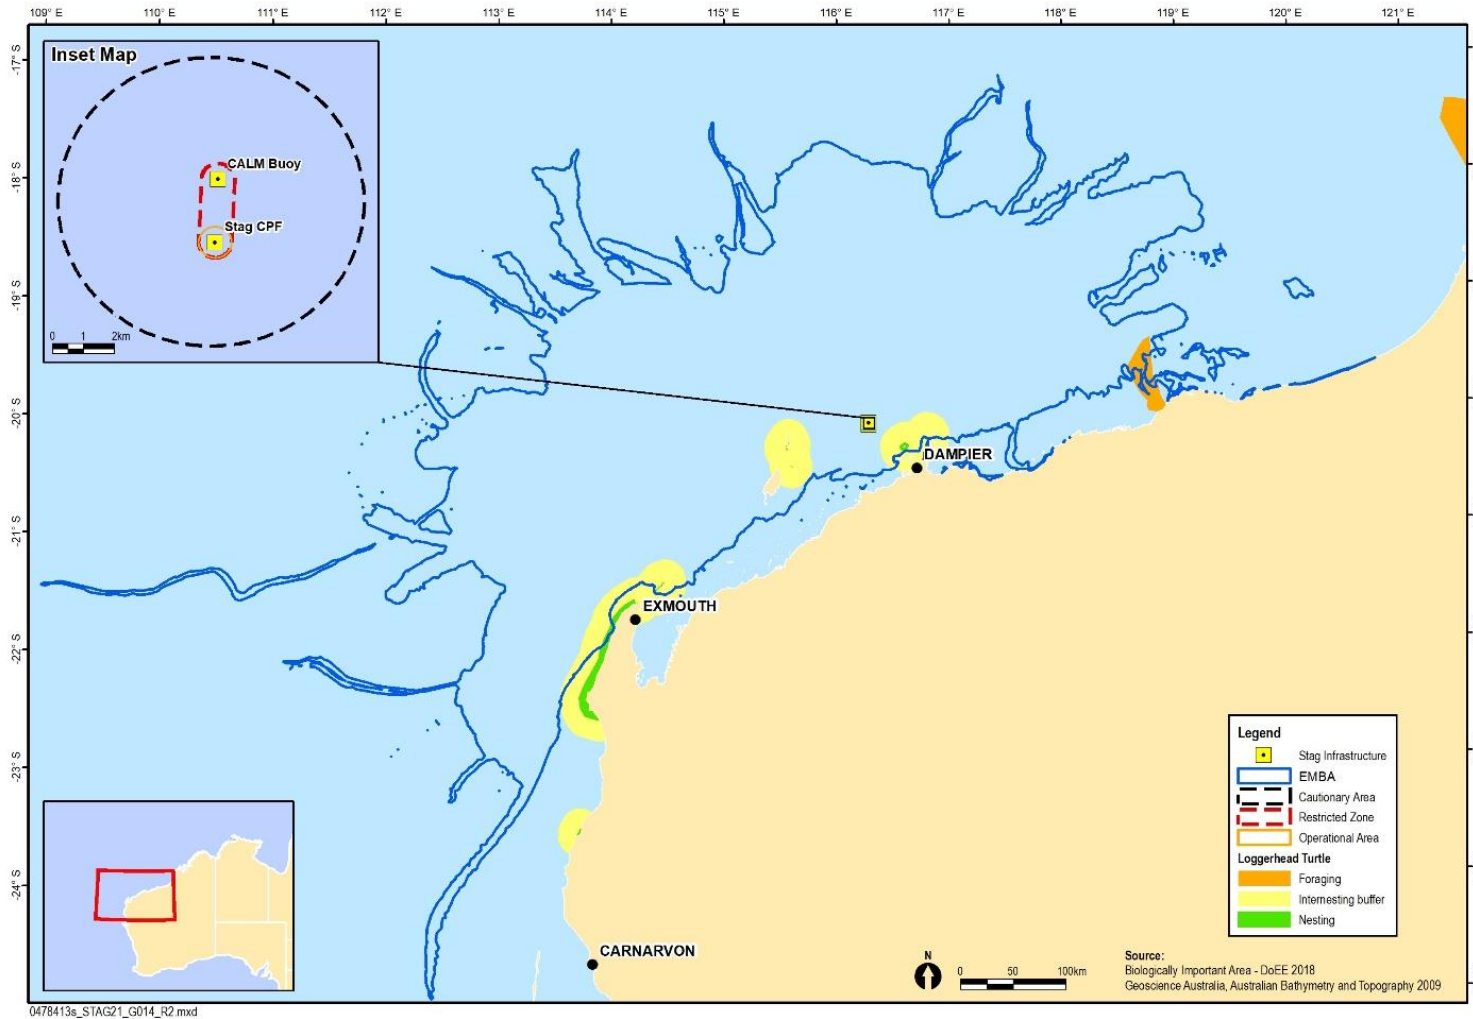 109° E 110° E 111° E 112° E 113° E 114° E 115° E 116° E 117° E 118° E 119° E 120° E 121° E
-17° S
-18° S
-19° S
-20° S
-21° S
-22° S
-23° S
-24° S
Inset Map
CALM Buoy
Stag CPF
0 1 2km
DAMPIER
EXMOUTH
CARNARVON
Legend
Stag Infrastructure
EMBA
Cautionary Area
Restricted Zone
Operational Area
Loggerhead Turtle
Foraging
Internesting buffer
Nesting
N
0 50 100km
Source:
Biologically Important Area - DoEE 2018
Geoscience Australia, Australian Bathymetry and Topography 2009
0478413s_STAG21_G014_R2.mxd